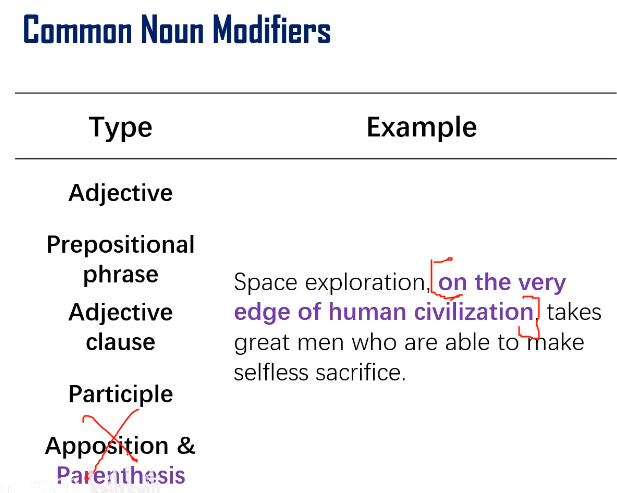 Common Noun Modifiers
Type
Example
Adjective
Prepositional
phrase
Adjective
clause
Participle
Apposition &
Parenthesis
Space exploration, on the very
edge of human civilization, takes
great men who are able to make
selfless sacrifice.